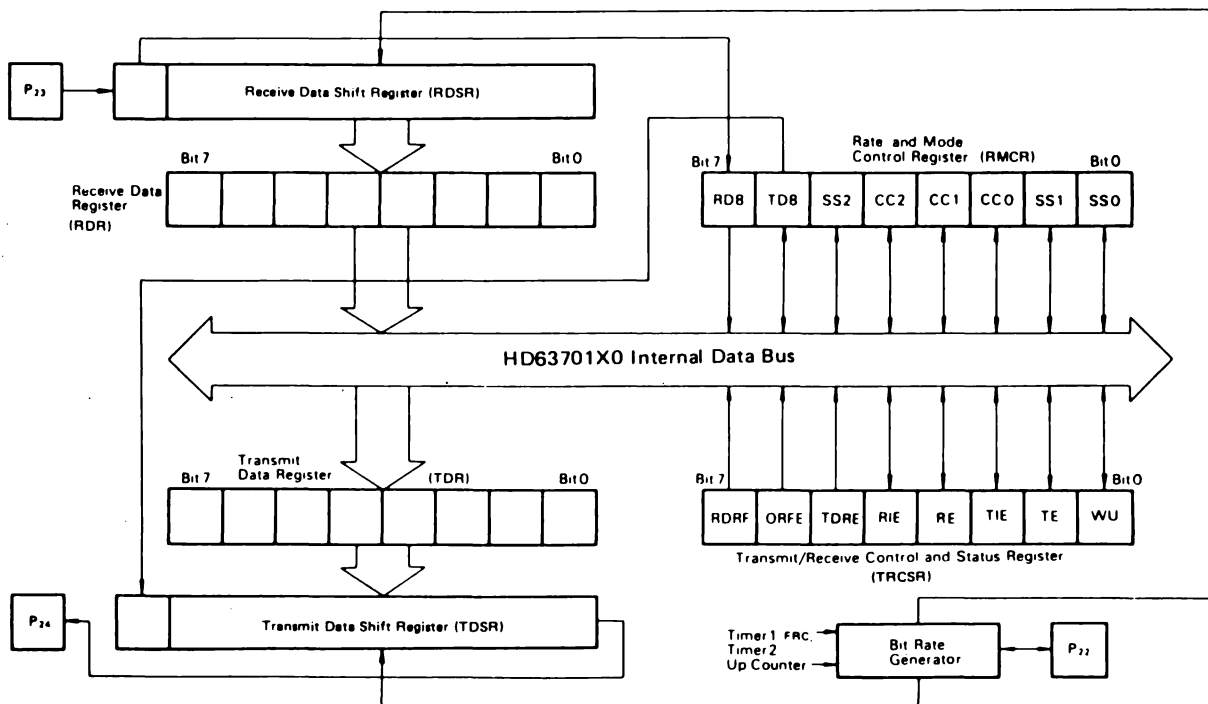 P23
Receive Data Shift Register (RDSR)
Bit 7
Bit 0
Receive Data
Register
(RDR)
Rate and Mode
Control Register (RMCR)
Bit 7
Bit 0
RD8
TD8
SS2
CC2
CC1
CC0
SS1
SS0
HD63701X0 Internal Data Bus
Transmit
Data Register
(TDR)
Bit 7
Bit 0
Bit 7
Bit 0
RDRF
ORFE
TDRE
RIE
RE
TIE
TE
WU
Transmit/Receive Control and Status Register
(TRCSR)
P24
Transmit Data Shift Register (TDSR)
Timer 1 FRC.
Timer 2
Up Counter
Bit Rate
Generator
P22